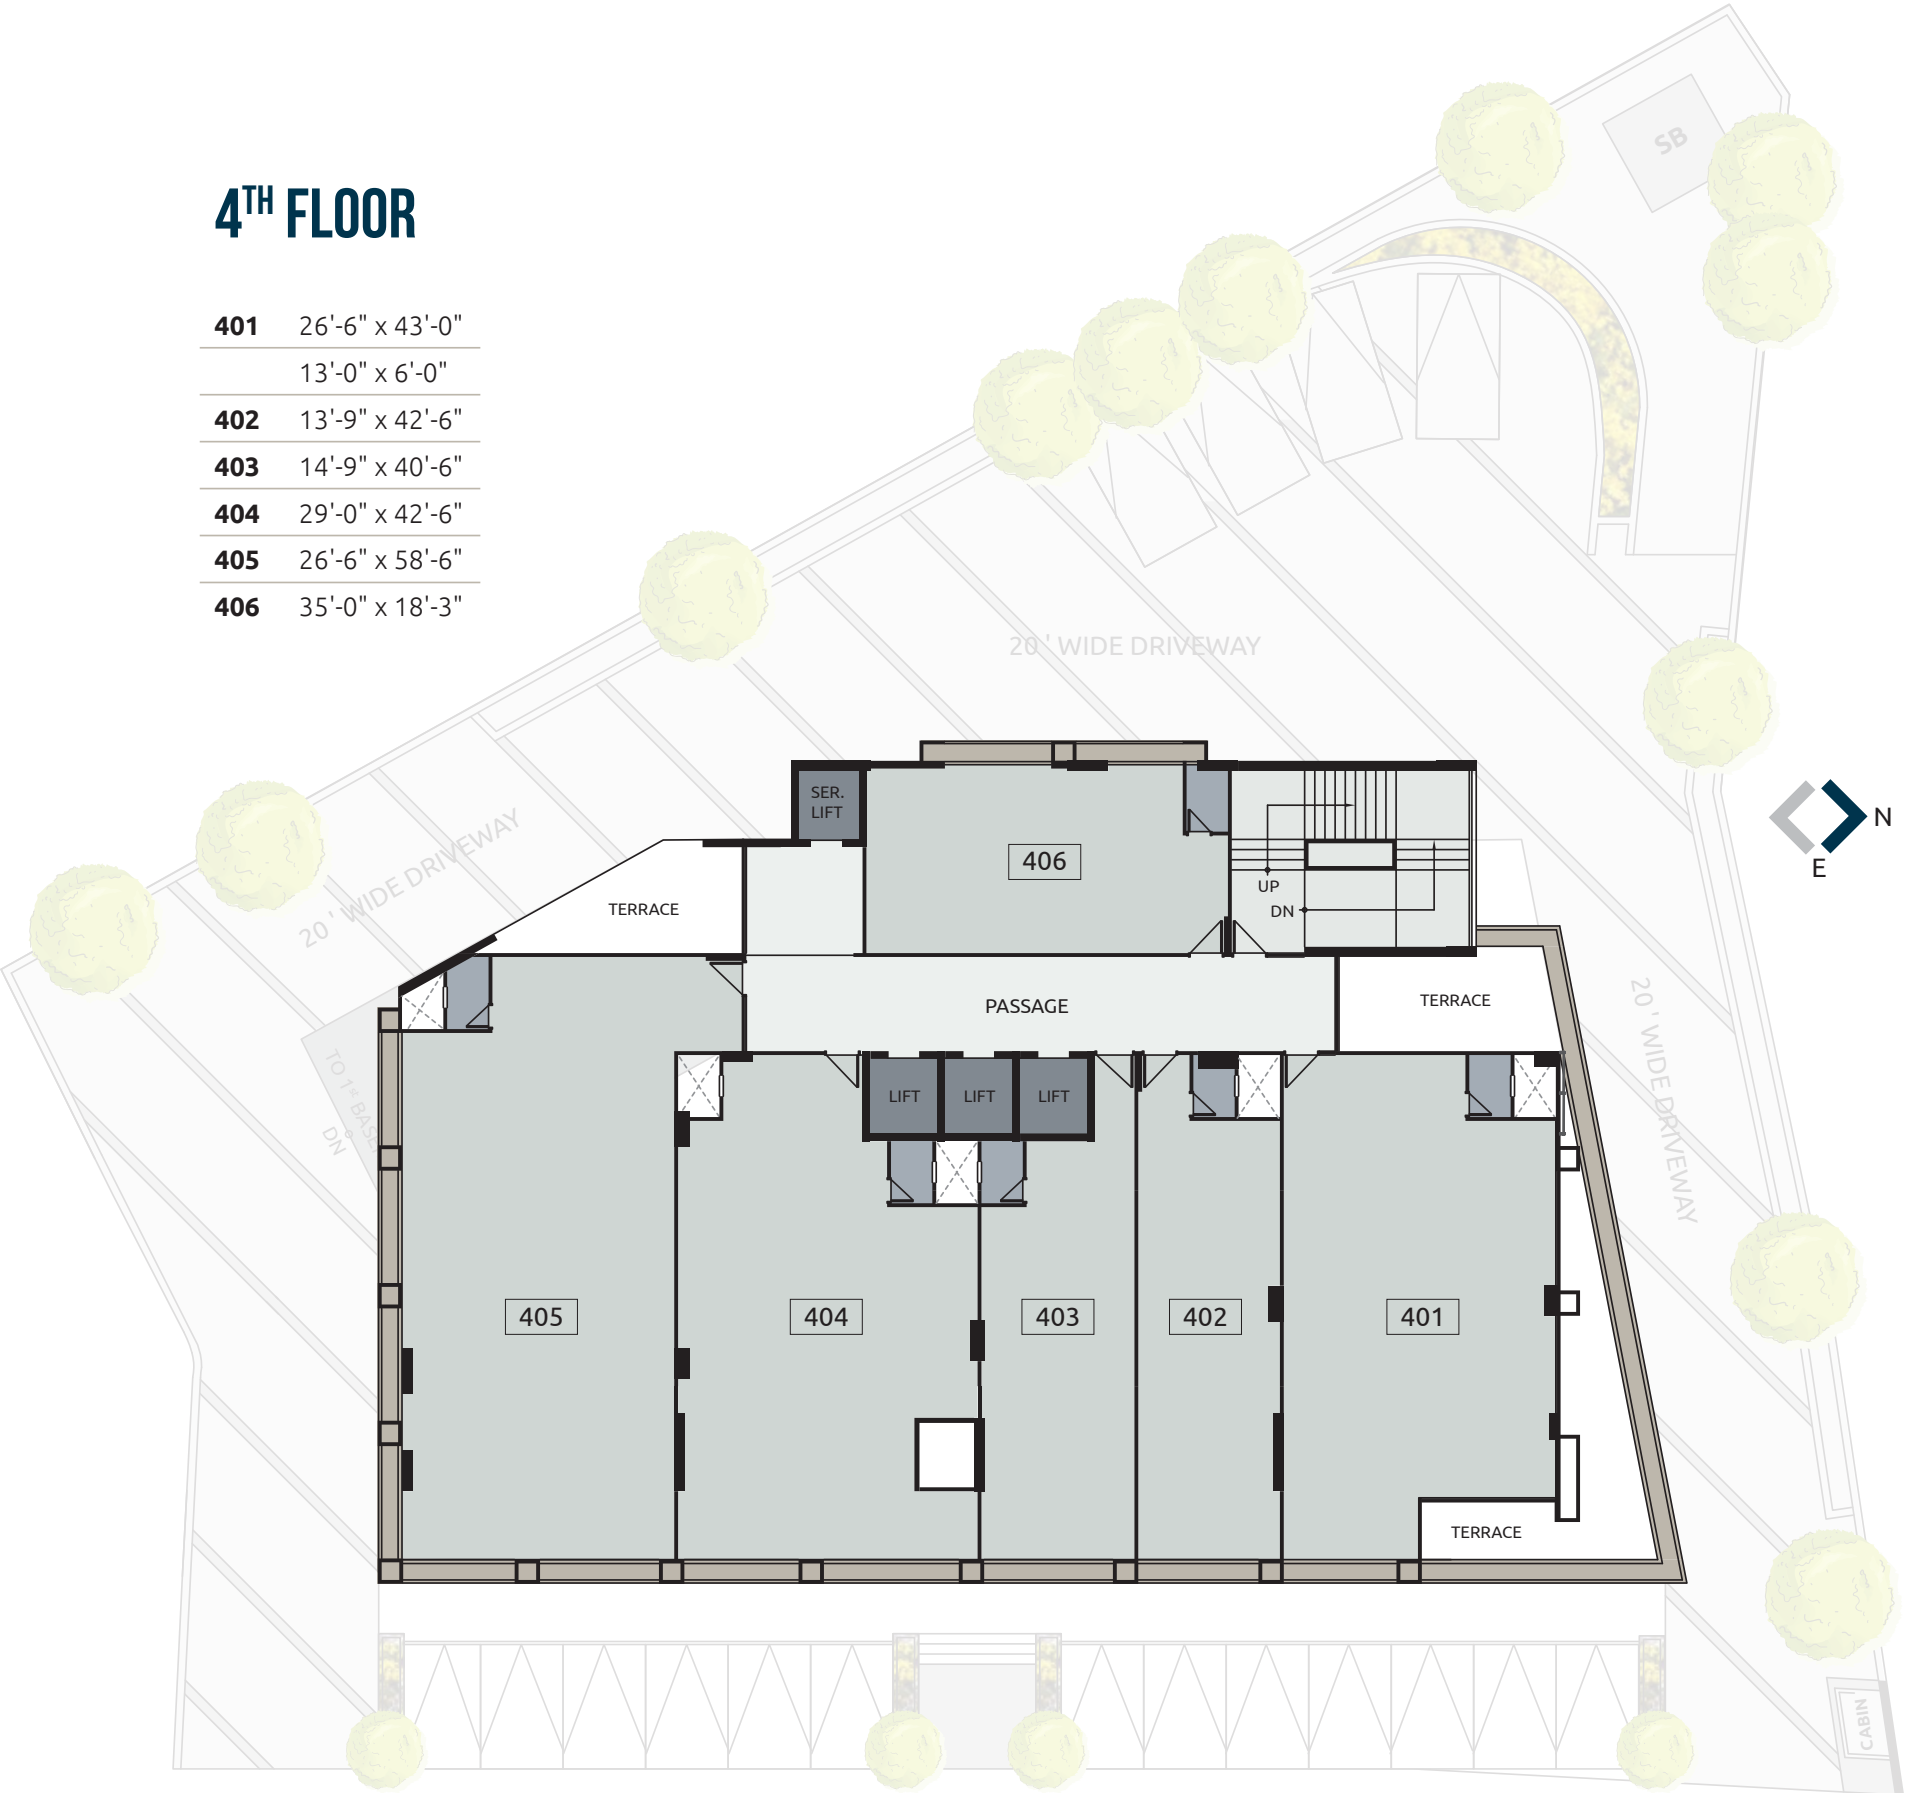 4TH FLOOR
401 26'-6" x 43'-0"
13'-0" x 6'-0"
402 13'-9" x 42'-6"
403 14'-9" x 40'-6"
404 29'-0" x 42'-6"
405 26'-6" x 58'-6"
406 35'-0" x 18'-3"
SB
20' WIDE DRIVEWAY
SER.
LIFT
N
E
20' WIDE DRIVEWAY
406
UP
DN
TERRACE
PASSAGE
TERRACE
20' WIDE DRIVEWAY
TO 1st
DN
LIFT
LIFT
LIFT
405
404
403
402
401
TERRACE
CABIN